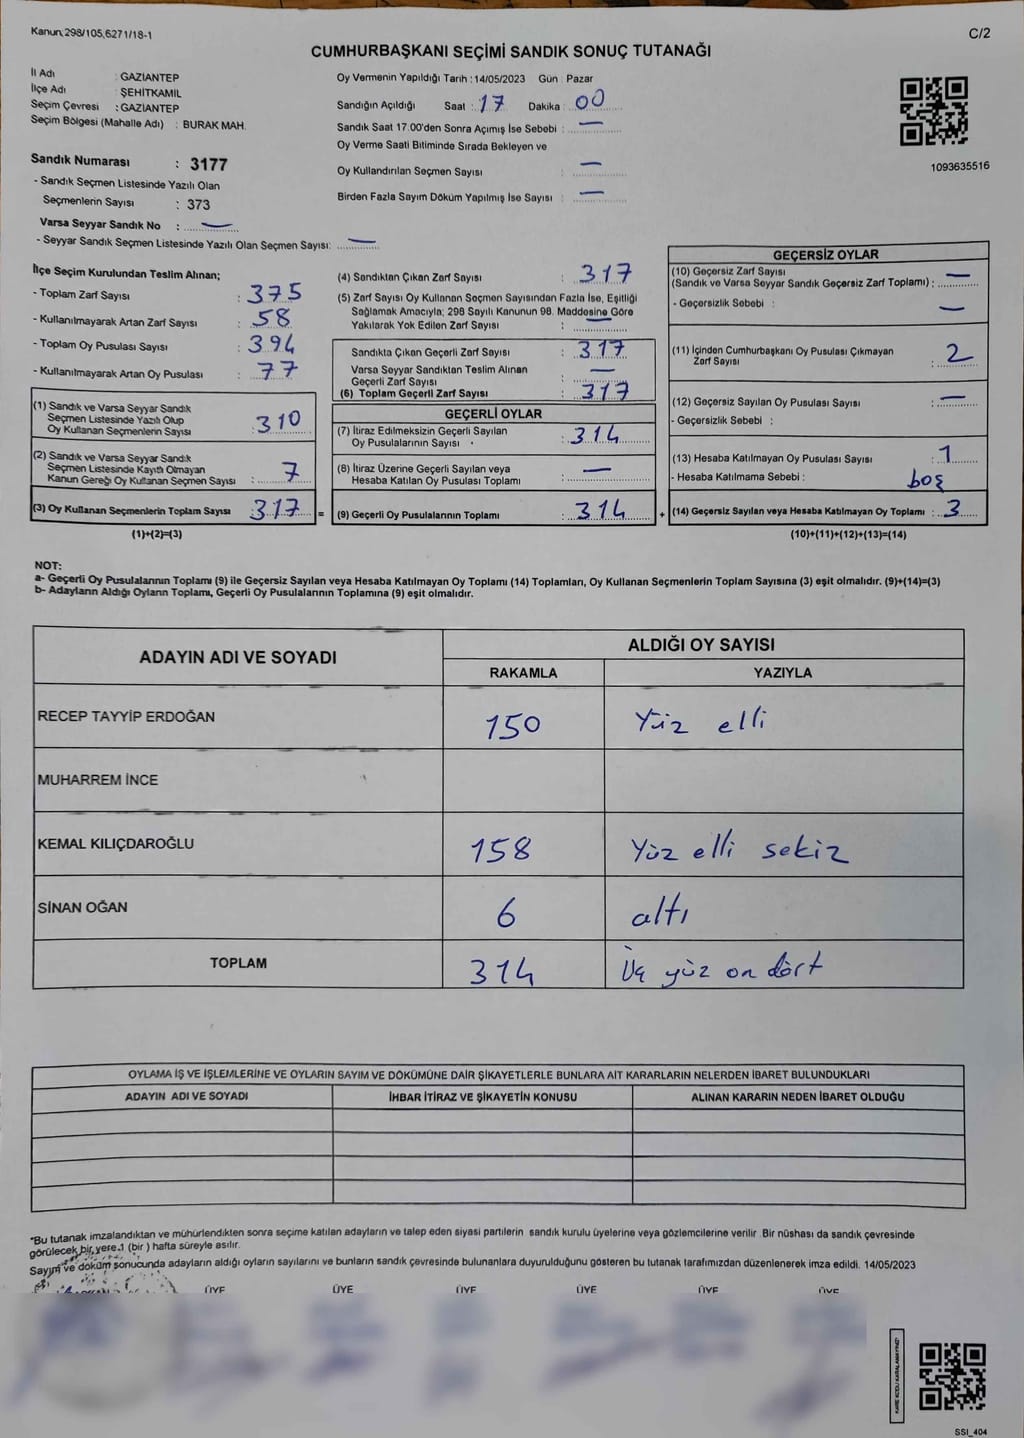 Kanun,298/105,6271/18-1
C/2
CUMHURBAŞKANI SEÇİMİ SANDIK SONUÇ TUTANAĞI
İl Adı : GAZİANTEP
İlçe Adı : ŞEHİTKAMİL
Seçim Çevresi : GAZİANTEP
Seçim Bölgesi (Mahalle Adı) : BURAK MAH.
Oy Vermenin Yapıldığı Tarih : 14/05/2023 Gün : Pazar
Sandığın Açıldığı Saat : 17 Dakika : 00
Sandık Saat 17:00'den Sonra Açımış İse Sebebi : —
Oy Verme Saati Bitiminde Sırada Bekleyen ve
Oy Kullandırılan Seçmen Sayısı : —
Birden Fazla Sayım Döküm Yapılmış İse Sayısı : —
1093635516
Sandık Numarası : 3177
- Sandık Seçmen Listesinde Yazılı Olan
Seçmenlerin Sayısı : 373
Varsa Seyyar Sandık No : —
- Seyyar Sandık Seçmen Listesinde Yazılı Olan Seçmen Sayısı: —
İlçe Seçim Kurulundan Teslim Alınan;
- Toplam Zarf Sayısı : 375
- Kullanılmayarak Artan Zarf Sayısı : 58
- Toplam Oy Pusulası Sayısı : 394
- Kullanılmayarak Artan Oy Pusulası : 77
(1) Sandık ve Varsa Seyyar Sandık
Seçmen Listesinde Yazılı Olup
Oy Kullanan Seçmenlerin Sayısı : 310
(2) Sandık ve Varsa Seyyar Sandık
Seçmen Listesinde Kayıtlı Olmayan
Kanun Gereği Oy Kullanan Seçmen Sayısı : 7
(3) Oy Kullanan Seçmenlerin Toplam Sayısı 317 =
(1)+(2)=(3)
(4) Sandıktan Çıkan Zarf Sayısı : 317
(5) Zarf Sayısı Oy Kullanan Seçmen Sayısından Fazla İse, Eşitliği
Sağlamak Amacıyla; 298 Sayılı Kanunun 98. Maddesine Göre
Yakılarak Yok Edilen Zarf Sayısı : —
Sandıkta Çıkan Geçerli Zarf Sayısı : 317
Varsa Seyyar Sandıktan Teslim Alınan
Geçerli Zarf Sayısı : —
(6) Toplam Geçerli Zarf Sayısı : 317
GEÇERLİ OYLAR
(7) İtiraz Edilmeksizin Geçerli Sayılan
Oy Pusulalarının Sayısı : 314
(8) İtiraz Üzerine Geçerli Sayılan veya
Hesaba Katılan Oy Pusulası Toplamı : —
(9) Geçerli Oy Pusulalarının Toplamı : 314 +
GEÇERSİZ OYLAR
(10) Geçersiz Zarf Sayısı
(Sandık ve Varsa Seyyar Sandık Geçersiz Zarf Toplamı) : —
- Geçersizlik Sebebi : —
(11) İçinden Cumhurbaşkanı Oy Pusulası Çıkmayan
Zarf Sayısı : 2
(12) Geçersiz Sayılan Oy Pusulası Sayısı : —
- Geçersizlik Sebebi :
(13) Hesaba Katılmayan Oy Pusulası Sayısı : 1
- Hesaba Katılmama Sebebi : boş
(14) Geçersiz Sayılan veya Hesaba Katılmayan Oy Toplamı : 3
(10)+(11)+(12)+(13)=(14)
NOT:
a- Geçerli Oy Pusulalarının Toplamı (9) ile Geçersiz Sayılan veya Hesaba Katılmayan Oy Toplamı (14) Toplamları, Oy Kullanan Seçmenlerin Toplam Sayısına (3) eşit olmalıdır. (9)+(14)=(3)
b- Adayların Aldığı Oyların Toplamı, Geçerli Oy Pusulalarının Toplamına (9) eşit olmalıdır.
ADAYIN ADI VE SOYADI
ALDIĞI OY SAYISI
RAKAMLA YAZIYLA
RECEP TAYYİP ERDOĞAN 150 Yüz elli
MUHARREM İNCE
KEMAL KILIÇDAROĞLU 158 Yüz elli sekiz
SİNAN OĞAN 6 altı
TOPLAM 314 Üç yüz on dört
OYLAMA İŞ VE İŞLEMLERİNE VE OYLARIN SAYIM VE DÖKÜMÜNE DAİR ŞİKAYETLERLE BUNLARA AİT KARARLARIN NELERDEN İBARET BULUNDUKLARI
ADAYIN ADI VE SOYADI İHBAR İTİRAZ VE ŞİKAYETİN KONUSU ALINAN KARARIN NEDEN İBARET OLDUĞU
*Bu tutanak imzalandıktan ve mühürlendikten sonra seçime katılan adayların ve talep eden siyasi partilerin sandık kurulu üyelerine veya gözlemcilerine verilir. Bir nüshası da sandık çevresinde
görülecek bir yere 1 (bir ) hafta süreyle asılır.
Sayım ve döküm sonucunda adayların aldığı oyların sayılarını ve bunların sandık çevresinde bulunanlara duyurulduğunu gösteren bu tutanak tarafımızdan düzenlenerek imza edildi. 14/05/2023
ÜYE ÜYE ÜYE ÜYE ÜYE ÜYE
SSI_404